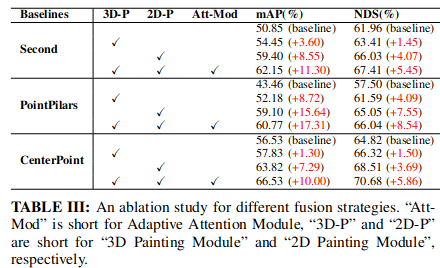 Baselines 3D-P 2D-P Att-Mod mAP(%) NDS(%)
50.85 (baseline) 61.96 (baseline)
Second ✓ 54.45 (+3.60) 63.41 (+1.45)
✓ 59.40 (+8.55) 66.03 (+4.07)
✓ ✓ ✓ 62.15 (+11.30) 67.41 (+5.45)
43.46 (baseline) 57.50 (baseline)
PointPillars ✓ 52.18 (+8.72) 61.59 (+4.09)
✓ 59.10 (+15.64) 65.05 (+7.55)
✓ ✓ ✓ 60.77 (+17.31) 66.04 (+8.54)
56.53 (baseline) 64.82 (baseline)
CenterPoint ✓ 57.83 (+1.30) 66.32 (+1.50)
✓ 63.82 (+7.29) 68.51 (+3.69)
✓ ✓ ✓ 66.53 (+10.00) 70.68 (+5.86)
TABLE III: An ablation study for different fusion strategies. “Att-
Mod” is short for Adaptive Attention Module, “3D-P” and “2D-P”
are short for “3D Painting Module” and “2D Painting Module”,
respectively.